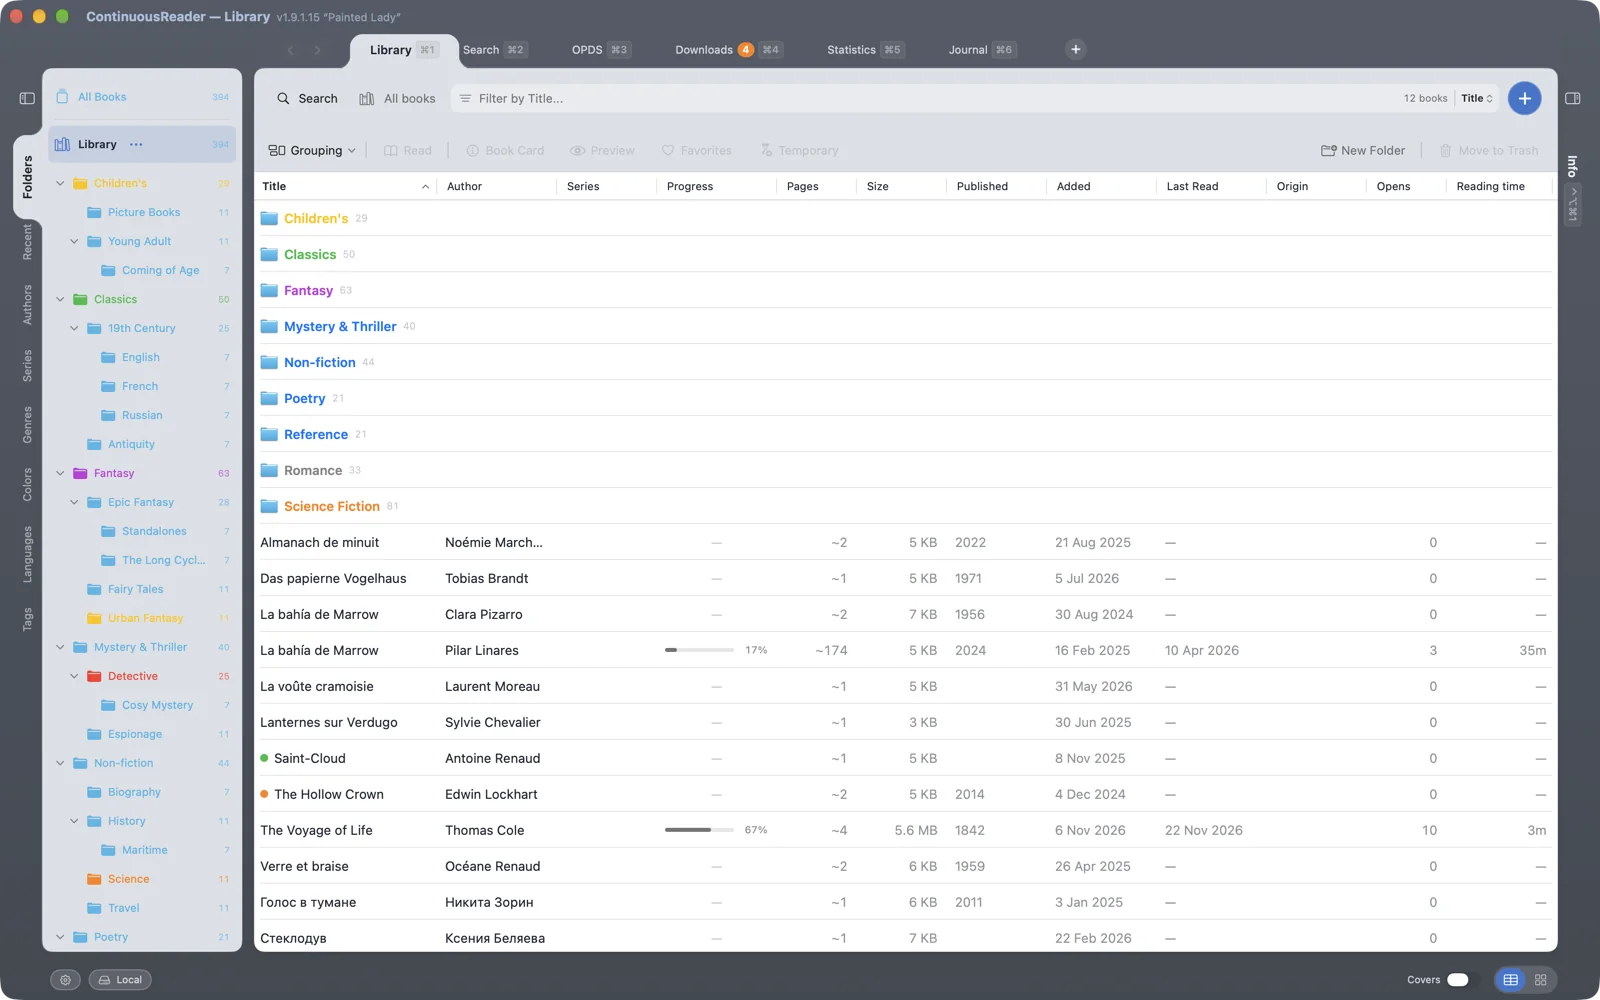 ContinuousReader — Library v1.9.1.15 “Painted Lady”
Library ⌘1 Search ⌘2 OPDS ⌘3 Downloads 4 ⌘4 Statistics ⌘5 Journal ⌘6 +
Folders
Recent
Authors
Series
Genres
Colors
Languages
Tags
All Books 394
Library ··· 394
Children's 29
Picture Books 11
Young Adult 11
Coming of Age 7
Classics 50
19th Century 25
English 7
French 7
Russian 7
Antiquity 7
Fantasy 63
Epic Fantasy 28
Standalones 7
The Long Cycl... 7
Fairy Tales 11
Urban Fantasy 11
Mystery & Thriller 40
Detective 25
Cosy Mystery 7
Espionage 11
Non-fiction 44
Biography 7
History 11
Maritime 7
Science 11
Travel 11
Poetry 21
Search All books Filter by Title... 12 books Title +
Grouping Read Book Card Preview Favorites Temporary New Folder Move to Trash
Title Author Series Progress Pages Size Published Added Last Read Origin Opens Reading time
Children's 29
Classics 50
Fantasy 63
Mystery & Thriller 40
Non-fiction 44
Poetry 21
Reference 21
Romance 33
Science Fiction 81
Almanach de minuit Noémie March... — ~2 5 KB 2022 21 Aug 2025 — 0 —
Das papierne Vogelhaus Tobias Brandt — ~1 5 KB 1971 5 Jul 2026 — 0 —
La bahía de Marrow Clara Pizarro — ~2 7 KB 1956 30 Aug 2024 — 0 —
La bahía de Marrow Pilar Linares 17% ~174 5 KB 2024 16 Feb 2025 10 Apr 2026 3 35m
La voûte cramoisie Laurent Moreau — ~1 5 KB 31 May 2026 — 0 —
Lanternes sur Verdugo Sylvie Chevalier — ~1 3 KB 30 Jun 2025 — 0 —
Saint-Cloud Antoine Renaud — ~1 5 KB 8 Nov 2025 — 0 —
The Hollow Crown Edwin Lockhart — ~2 5 KB 2014 4 Dec 2024 — 0 —
The Voyage of Life Thomas Cole 67% ~4 5.6 MB 1842 6 Nov 2026 22 Nov 2026 10 3m
Verre et braise Océane Renaud — ~2 6 KB 1959 26 Apr 2025 — 0 —
Голос в тумане Никита Зорин — ~1 6 KB 2011 3 Jan 2025 — 0 —
Стеклодув Ксения Беляева — ~1 7 KB 22 Feb 2026 — 0 —
Info
⌥⌘1
Local
Covers